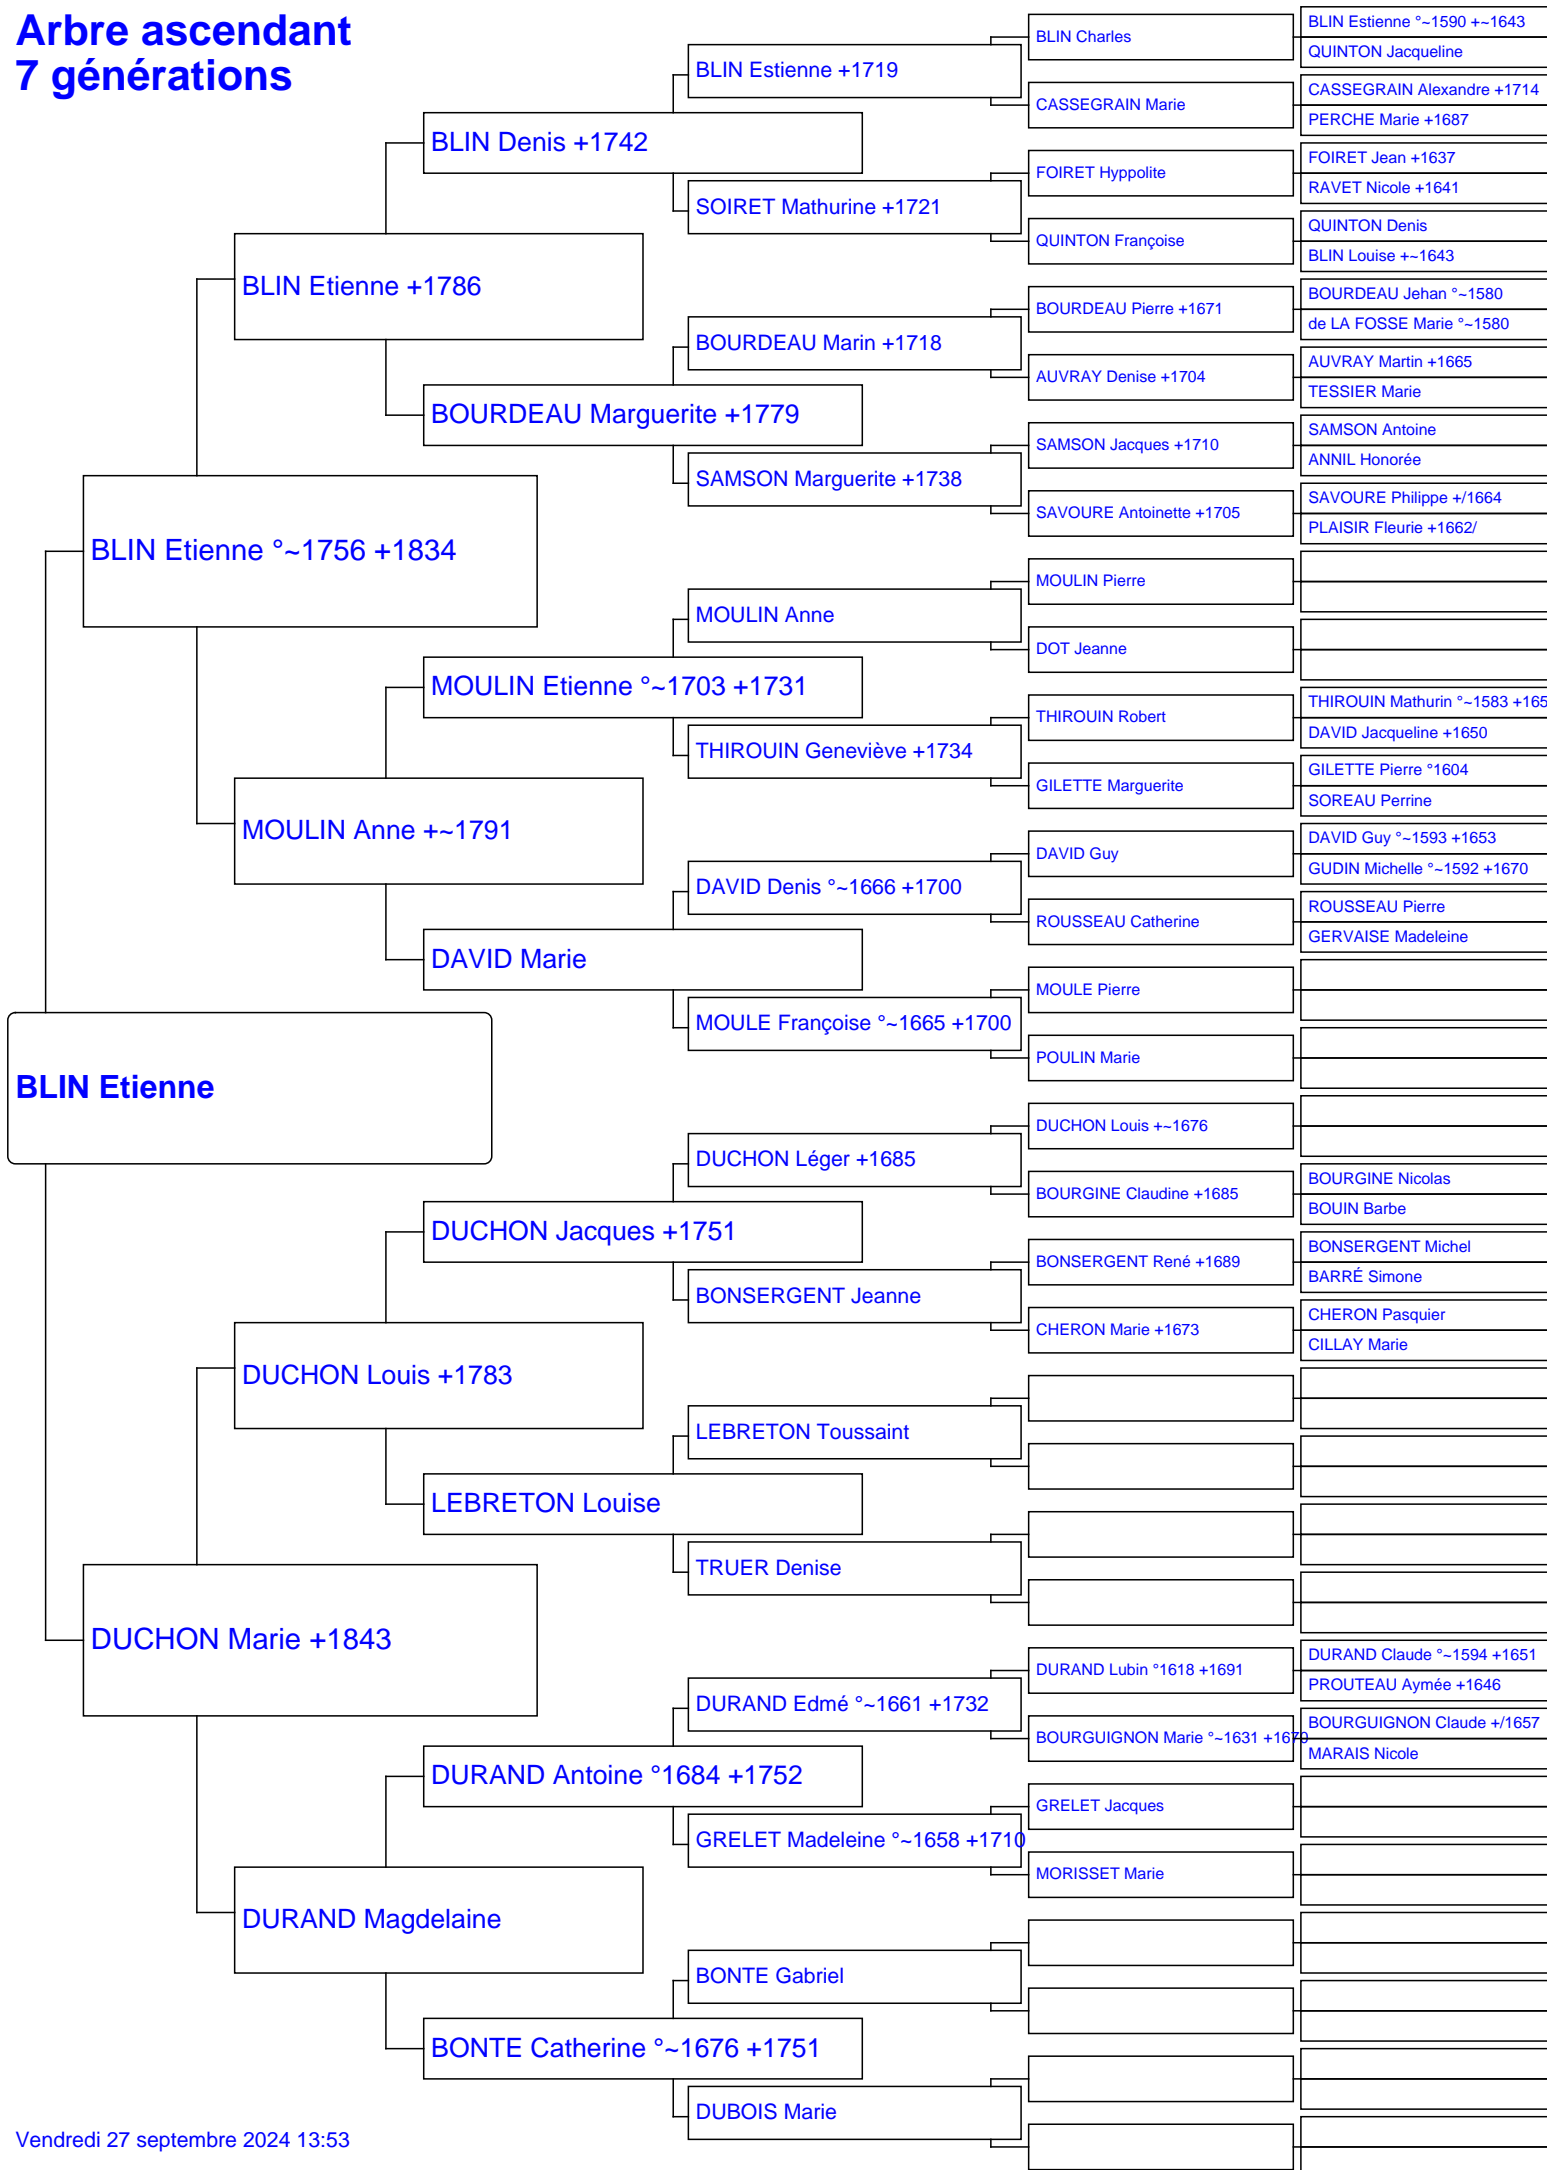 Arbre ascendant
7 générations
BLIN Etienne
BLIN Etienne °~1756 +1834
DUCHON Marie +1843
BLIN Etienne +1786
MOULIN Anne +~1791
DUCHON Louis +1783
DURAND Magdelaine
BLIN Denis +1742
BOURDEAU Marguerite +1779
MOULIN Etienne °~1703 +1731
DAVID Marie
DUCHON Jacques +1751
LEBRETON Louise
DURAND Antoine °1684 +1752
BONTE Catherine °~1676 +1751
BLIN Estienne +1719
SOIRET Mathurine +1721
BOURDEAU Marin +1718
SAMSON Marguerite +1738
MOULIN Anne
THIROUIN Geneviève +1734
DAVID Denis °~1666 +1700
MOULE Françoise °~1665 +1700
DUCHON Léger +1685
BONSERGENT Jeanne
LEBRETON Toussaint
TRUER Denise
DURAND Edmé °~1661 +1732
GRELET Madeleine °~1658 +1710
BONTE Gabriel
DUBOIS Marie
BLIN Charles
CASSEGRAIN Marie
FOIRET Hyppolite
QUINTON Françoise
BOURDEAU Pierre +1671
AUVRAY Denise +1704
SAMSON Jacques +1710
SAVOURE Antoinette +1705
MOULIN Pierre
DOT Jeanne
THIROUIN Robert
GILETTE Marguerite
DAVID Guy
ROUSSEAU Catherine
MOULE Pierre
POULIN Marie
DUCHON Louis +~1676
BOURGINE Claudine +1685
BONSERGENT René +1689
CHERON Marie +1673
DURAND Lubin °1618 +1691
BOURGUIGNON Marie °~1631 +1670
GRELET Jacques
MORISSET Marie
BLIN Estienne °~1590 +~1643
QUINTON Jacqueline
CASSEGRAIN Alexandre +1714
PERCHE Marie +1687
FOIRET Jean +1637
RAVET Nicole +1641
QUINTON Denis
BLIN Louise +~1643
BOURDEAU Jehan °~1580
de LA FOSSE Marie °~1580
AUVRAY Martin +1665
TESSIER Marie
SAMSON Antoine
ANNIL Honorée
SAVOURE Philippe +/1664
PLAISIR Fleurie +1662/
THIROUIN Mathurin °~1583 +165
DAVID Jacqueline +1650
GILETTE Pierre °1604
SOREAU Perrine
DAVID Guy °~1593 +1653
GUDIN Michelle °~1592 +1670
ROUSSEAU Pierre
GERVAISE Madeleine
BOURGINE Nicolas
BOUIN Barbe
BONSERGENT Michel
BARRÉ Simone
CHERON Pasquier
CILLAY Marie
DURAND Claude °~1594 +1651
PROUTEAU Aymée +1646
BOURGUIGNON Claude +/1657
MARAIS Nicole
Vendredi 27 septembre 2024 13:53